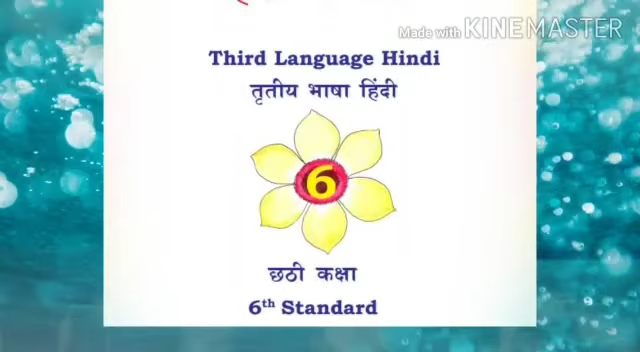 Made with KINEMASTER
Third Language Hindi
तृतीय भाषा हिंदी
6
छठी कक्षा
6th Standard